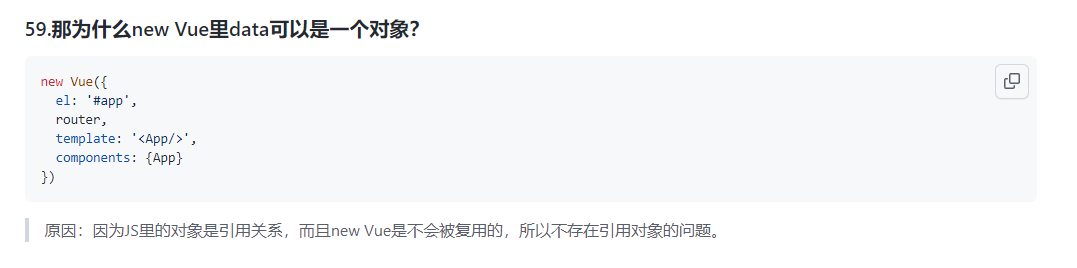 59.那为什么new Vue里data可以是一个对象？
new Vue({
  el: '#app',
  router,
  template: '<App/>',
  components: {App}
})
原因：因为JS里的对象是引用关系，而且new Vue是不会被复用的，所以不存在引用对象的问题。